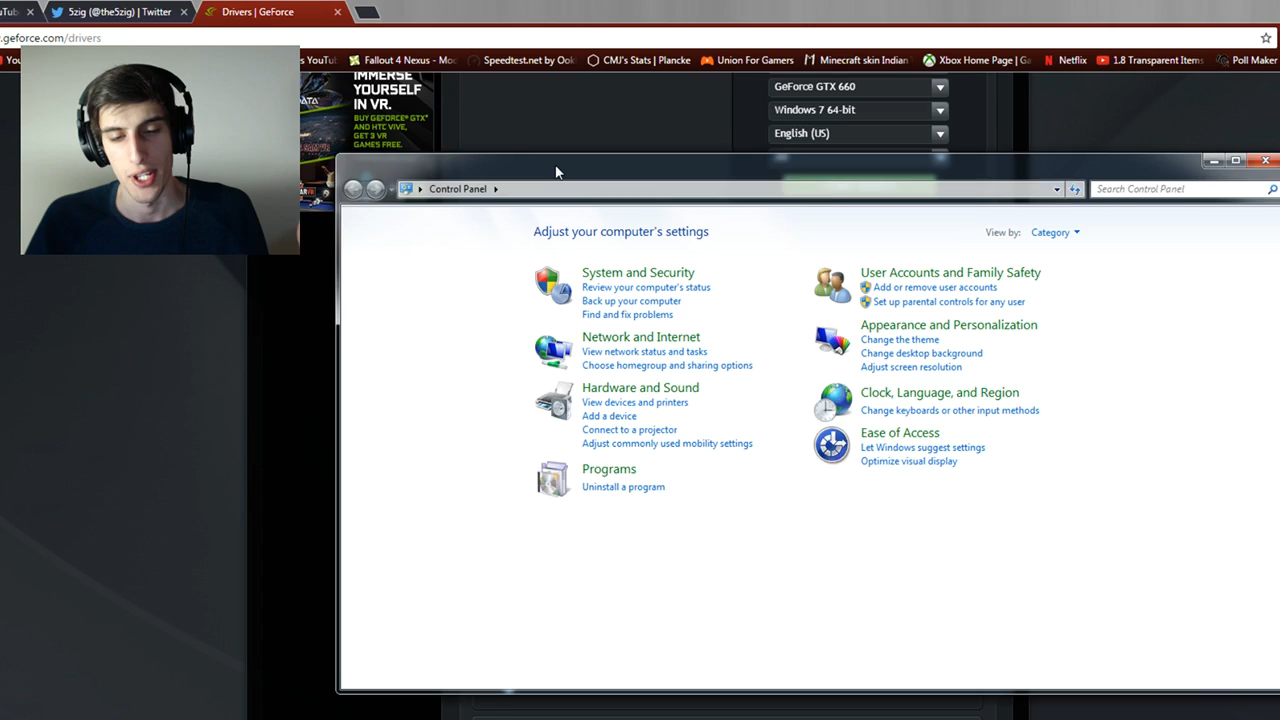 5zig (@the5zig) | Twitter
Drivers | GeForce
.geforce.com/drivers
Fallout 4 Nexus - Mo
Speedtest.net by Ook
CMJ's Stats | Plancke
Union For Gamers
Minecraft skin Indian
Xbox Home Page | Ga
Netflix
1.8 Transparent Items
Poll Maker
IMMERSE
YOURSELF
IN VR.
BUY GEFORCE® GTX®
AND HTC VIVE,
GET 3 VR
GAMES FREE.
GeForce GTX 660
Windows 7 64-bit
English (US)
Control Panel
Search Control Panel
Adjust your computer's settings
View by: Category
System and Security
Review your computer's status
Back up your computer
Find and fix problems
Network and Internet
View network status and tasks
Choose homegroup and sharing options
Hardware and Sound
View devices and printers
Add a device
Connect to a projector
Adjust commonly used mobility settings
Programs
Uninstall a program
User Accounts and Family Safety
Add or remove user accounts
Set up parental controls for any user
Appearance and Personalization
Change the theme
Change desktop background
Adjust screen resolution
Clock, Language, and Region
Change keyboards or other input methods
Ease of Access
Let Windows suggest settings
Optimize visual display